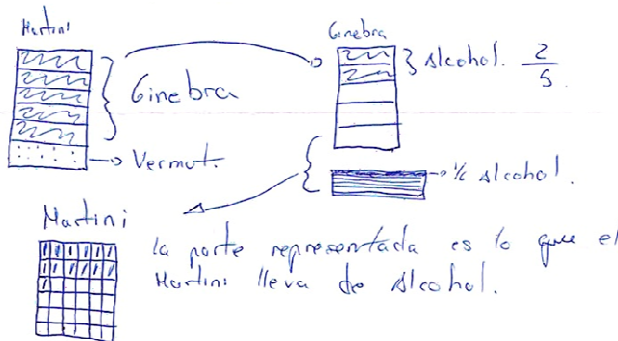 Martini
Ginebra
Ginebra
Alcohol. 2/5
Vermut.
1/6 Alcohol.
Martini
la parte representada es lo que el
Martini lleva de Alcohol.